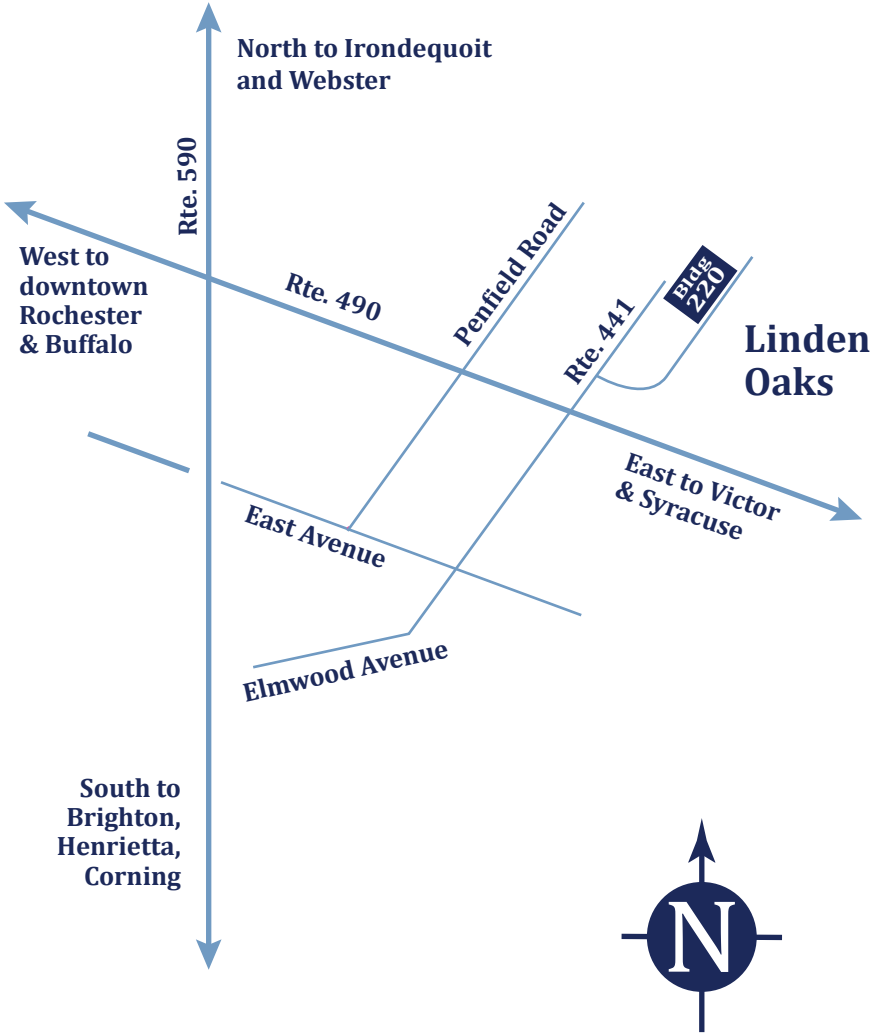 North to Irondequoit
and Webster
Rte. 590
West to
downtown
Rochester
& Buffalo
Rte. 490
Penfield Road
Rte. 441
Bldg
220
Linden
Oaks
East to Victor
& Syracuse
East Avenue
Elmwood Avenue
South to
Brighton,
Henrietta,
Corning
N